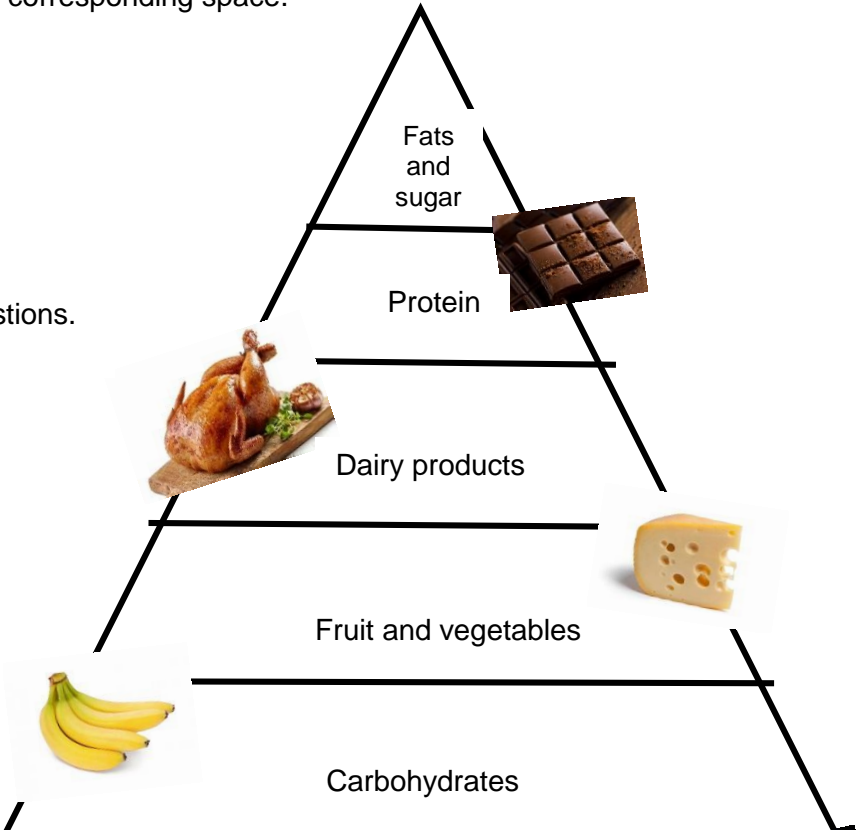 corresponding space.
Fats
and
sugar
stions.
Protein
Dairy products
Fruit and vegetables
Carbohydrates